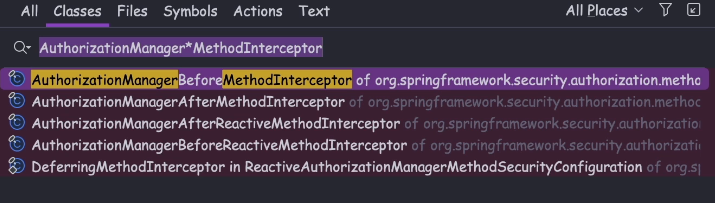 All Classes Files Symbols Actions Text All Places
AuthorizationManager*MethodInterceptor
AuthorizationManagerBeforeMethodInterceptor of org.springframework.security.authorization.metho
AuthorizationManagerAfterMethodInterceptor of org.springframework.security.authorization.method
AuthorizationManagerAfterReactiveMethodInterceptor of org.springframework.security.authorizatio
AuthorizationManagerBeforeReactiveMethodInterceptor of org.springframework.security.authorizati
DeferringMethodInterceptor in ReactiveAuthorizationManagerMethodSecurityConfiguration of org.sp